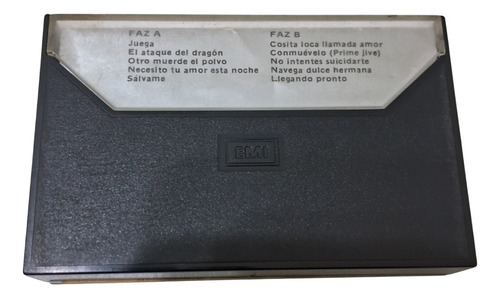 FAZ A
Juega
El ataque del dragón
Otro muerde el polvo
Necesito tu amor esta noche
Sálvame
FAZ B
Cosita loca llamada amor
Conmuévelo (Prime jive)
No intentes suicidarte
Navega dulce hermana
Llegando pronto
EMI